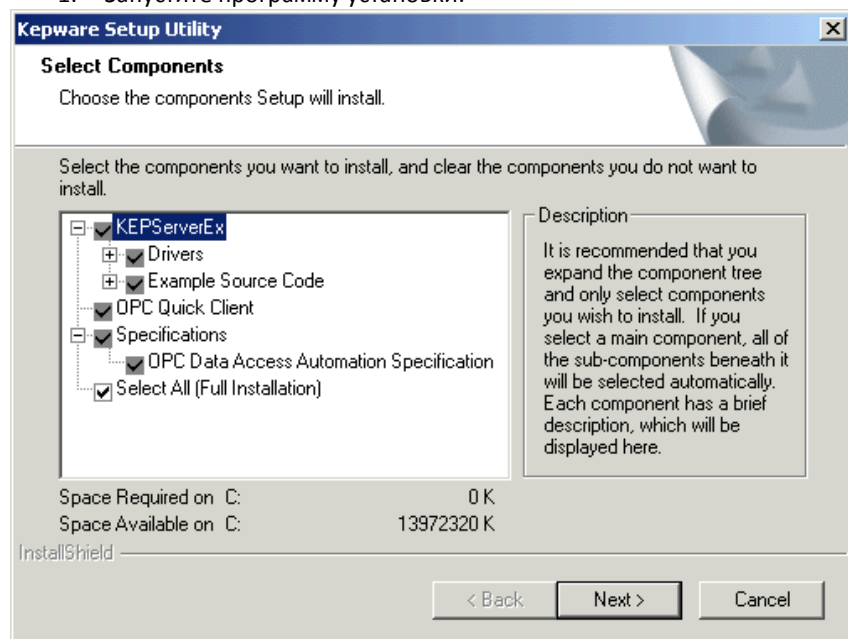 1. Запустите программу установки.
Kepware Setup Utility
Select Components
Choose the components Setup will install.
Select the components you want to install, and clear the components you do not want to
install.
KEPServerEx
Drivers
Example Source Code
OPC Quick Client
Specifications
OPC Data Access Automation Specification
Select All (Full Installation)
Description
It is recommended that you
expand the component tree
and only select components
you wish to install. If you
select a main component, all of
the sub-components beneath it
will be selected automatically.
Each component has a brief
description, which will be
displayed here.
Space Required on C: 0 K
Space Available on C: 13972320 K
InstallShield
< Back Next > Cancel